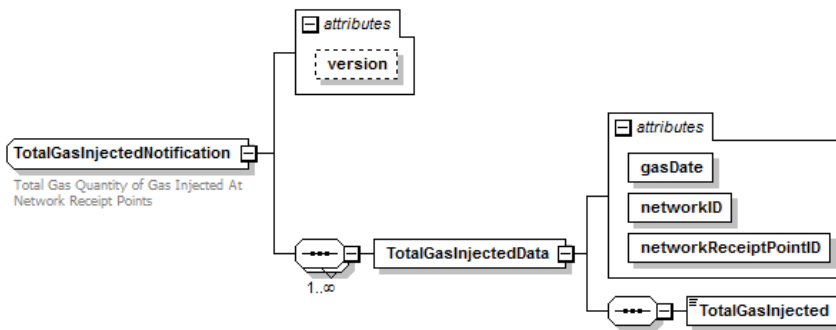 attributes
version
TotalGasInjectedNotification
Total Gas Quantity of Gas Injected At
Network Receipt Points
attributes
gasDate
networkID
networkReceiptPointID
TotalGasInjectedData
1..∞
TotalGasInjected